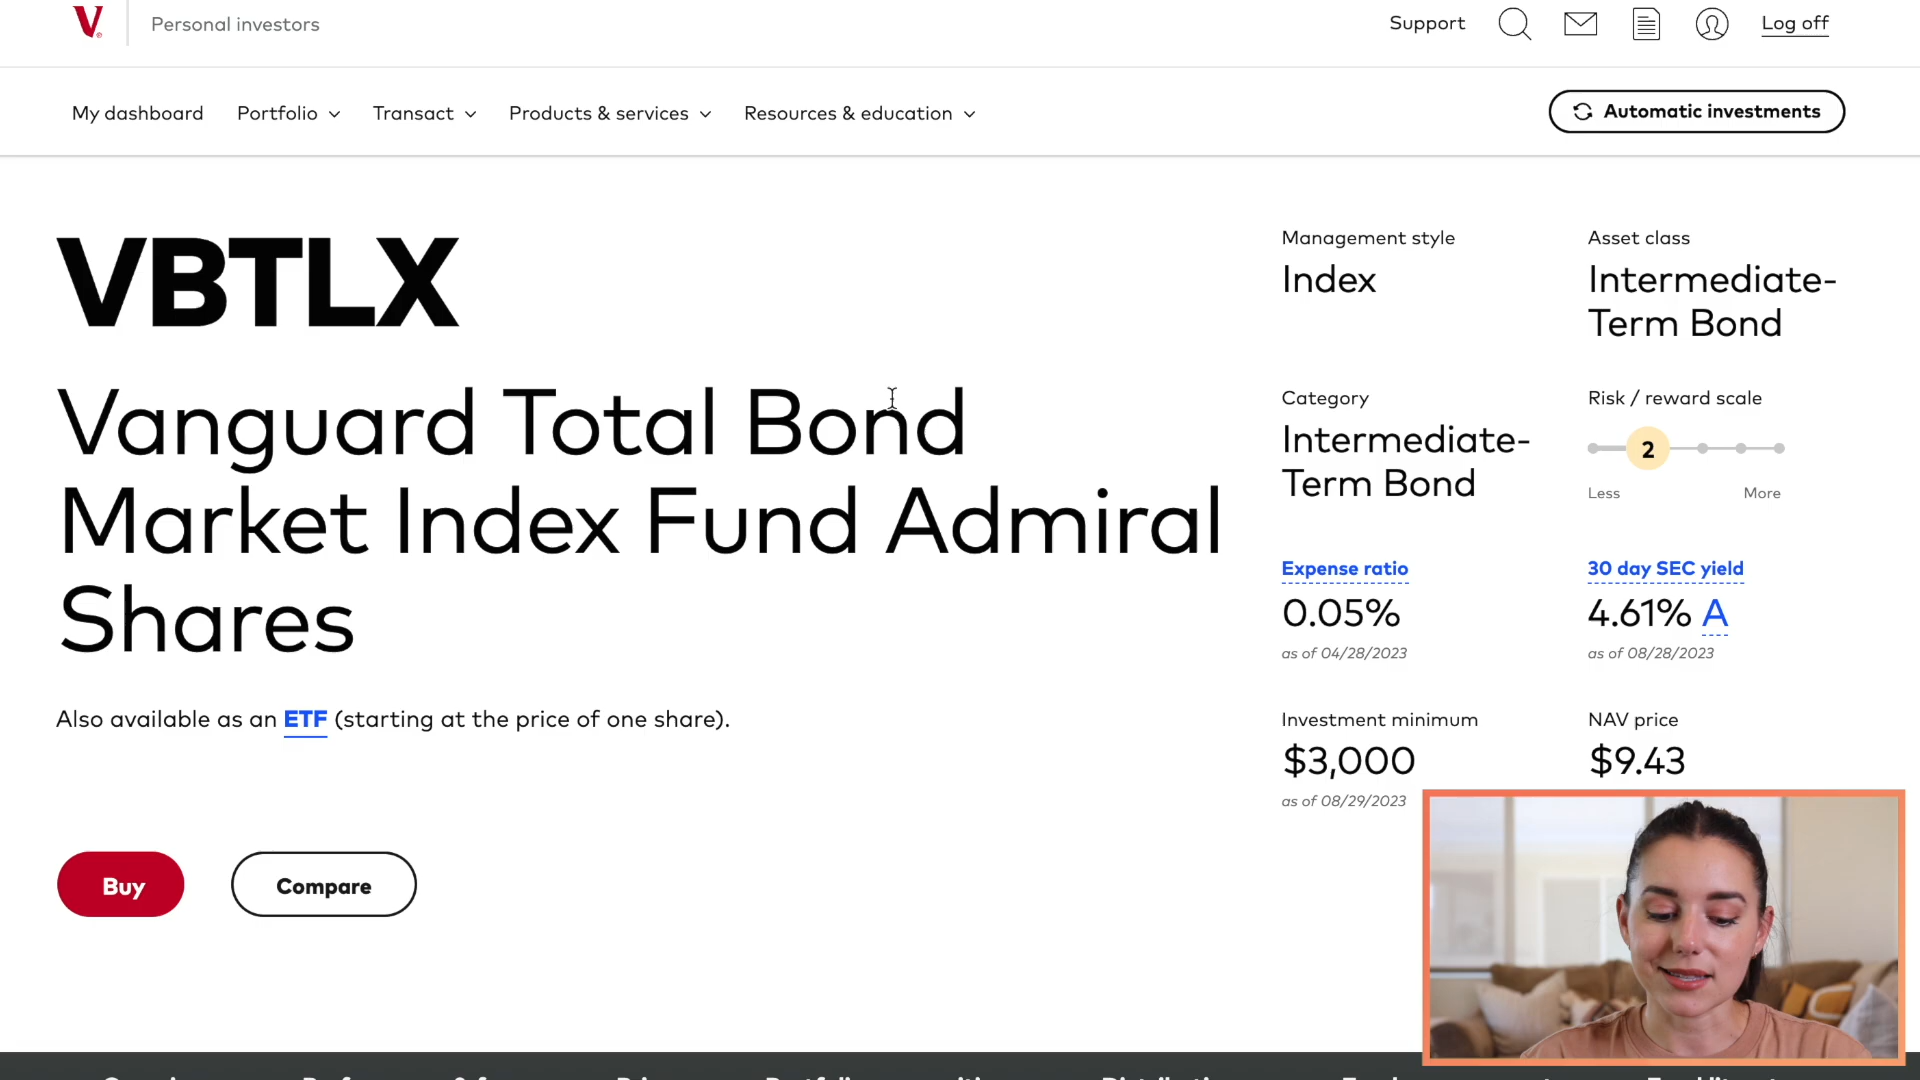 V
Personal investors
Support
Log off
My dashboard
Portfolio
Transact
Products & services
Resources & education
Automatic investments
VBTLX
Vanguard Total Bond
Market Index Fund Admiral
Shares
Also available as an ETF (starting at the price of one share).
Buy
Compare
Management style
Index
Asset class
Intermediate-
Term Bond
Category
Intermediate-
Term Bond
Risk / reward scale
2
Less
More
Expense ratio
0.05%
as of 04/28/2023
30 day SEC yield
4.61% A
as of 08/28/2023
Investment minimum
$3,000
as of 08/29/2023
NAV price
$9.43